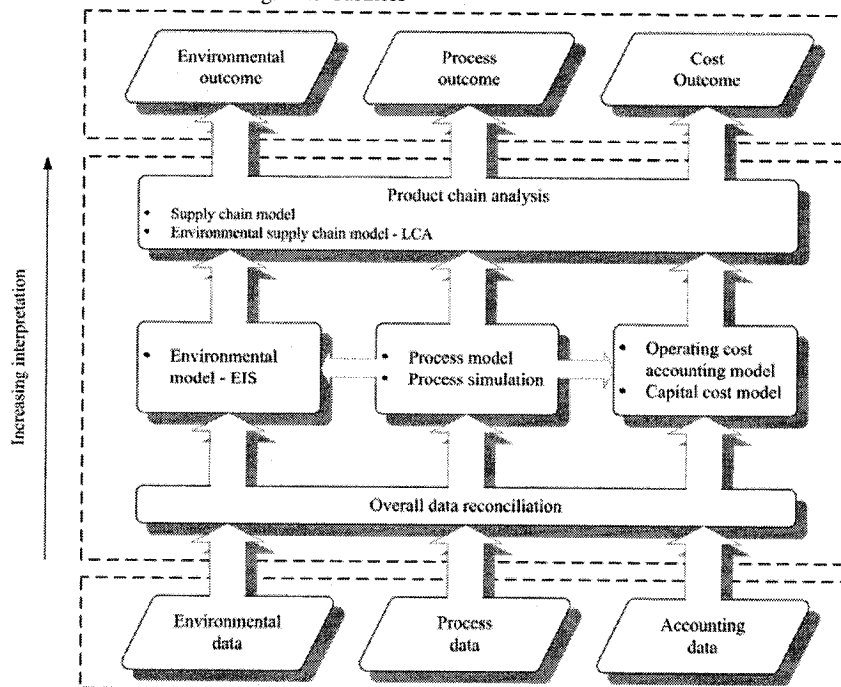 Environmental
outcome
Process
outcome
Cost
Outcome
Product chain analysis
• Supply chain model
• Environmental supply chain model - LCA
Increasing interpretation
• Environmental
model - EIS
• Process model
• Process simulation
• Operating cost
accounting model
• Capital cost model
Overall data reconciliation
Environmental
data
Process
data
Accounting
data